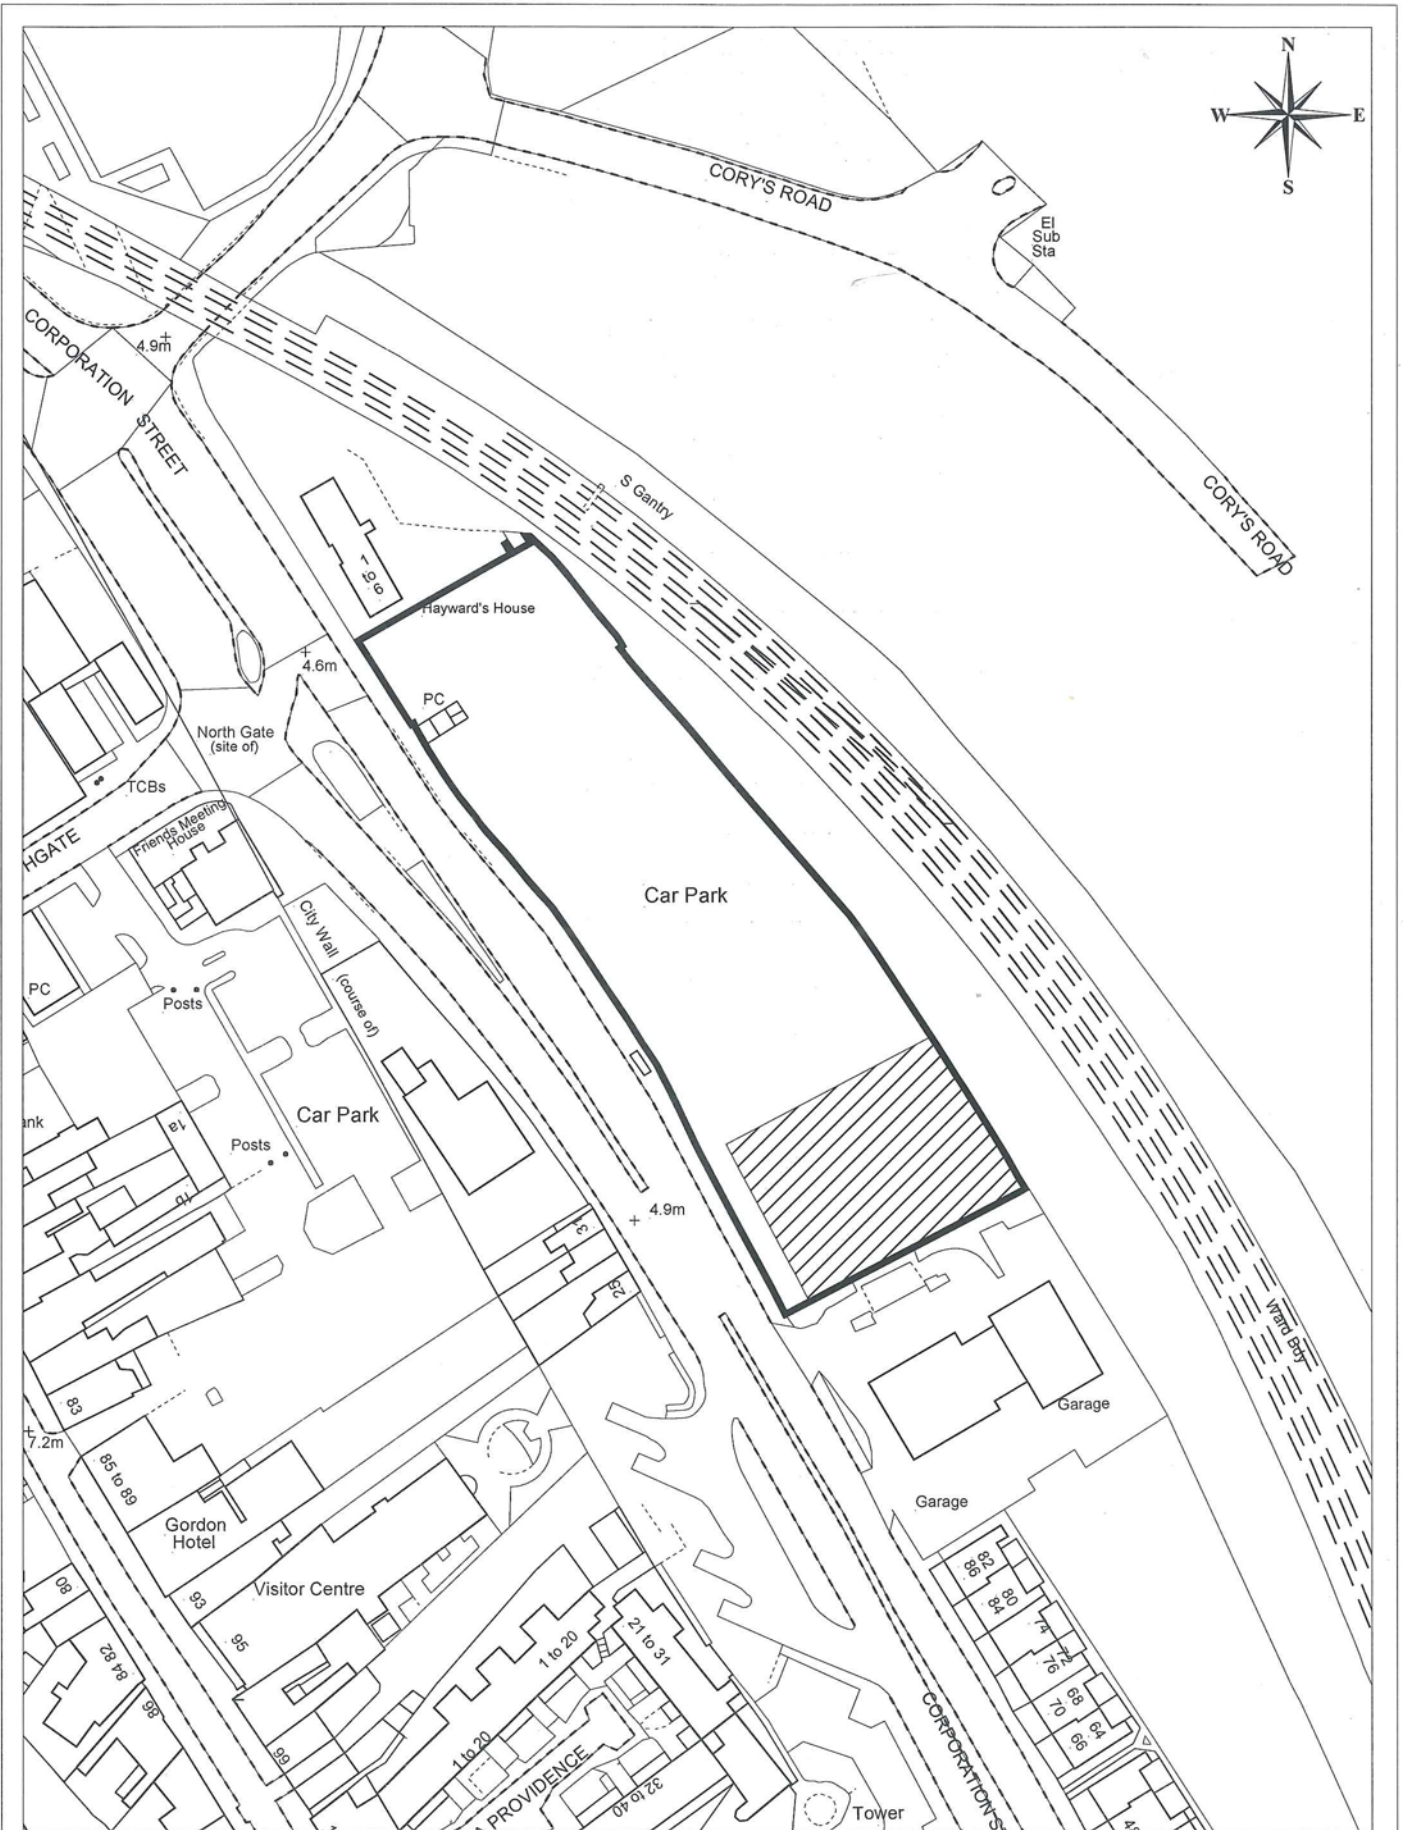 N
W
E
S
CORY'S ROAD
El
Sub
Sta
CORPORATION STREET
4.9m
S Gantry
CORY'S ROAD
1 to 6
Hayward's House
4.6m
PC
North Gate
(site of)
TCBs
Friends Meeting
House
HGATE
Car Park
City Wall
(course of)
PC
Posts
Car Park
ank
1a
Posts
1b
4.9m
31
25
Ward Bdy
83
7.2m
Garage
85 to 89
Garage
Gordon
Hotel
Visitor Centre
93
95
80
84 82
86
99
1 to 20
21 to 31
1 to 20
PROVIDENCE
32 to 40
82
86
80
84
74
72
76
68
70
64
66
CORPORATION S
Tower
48